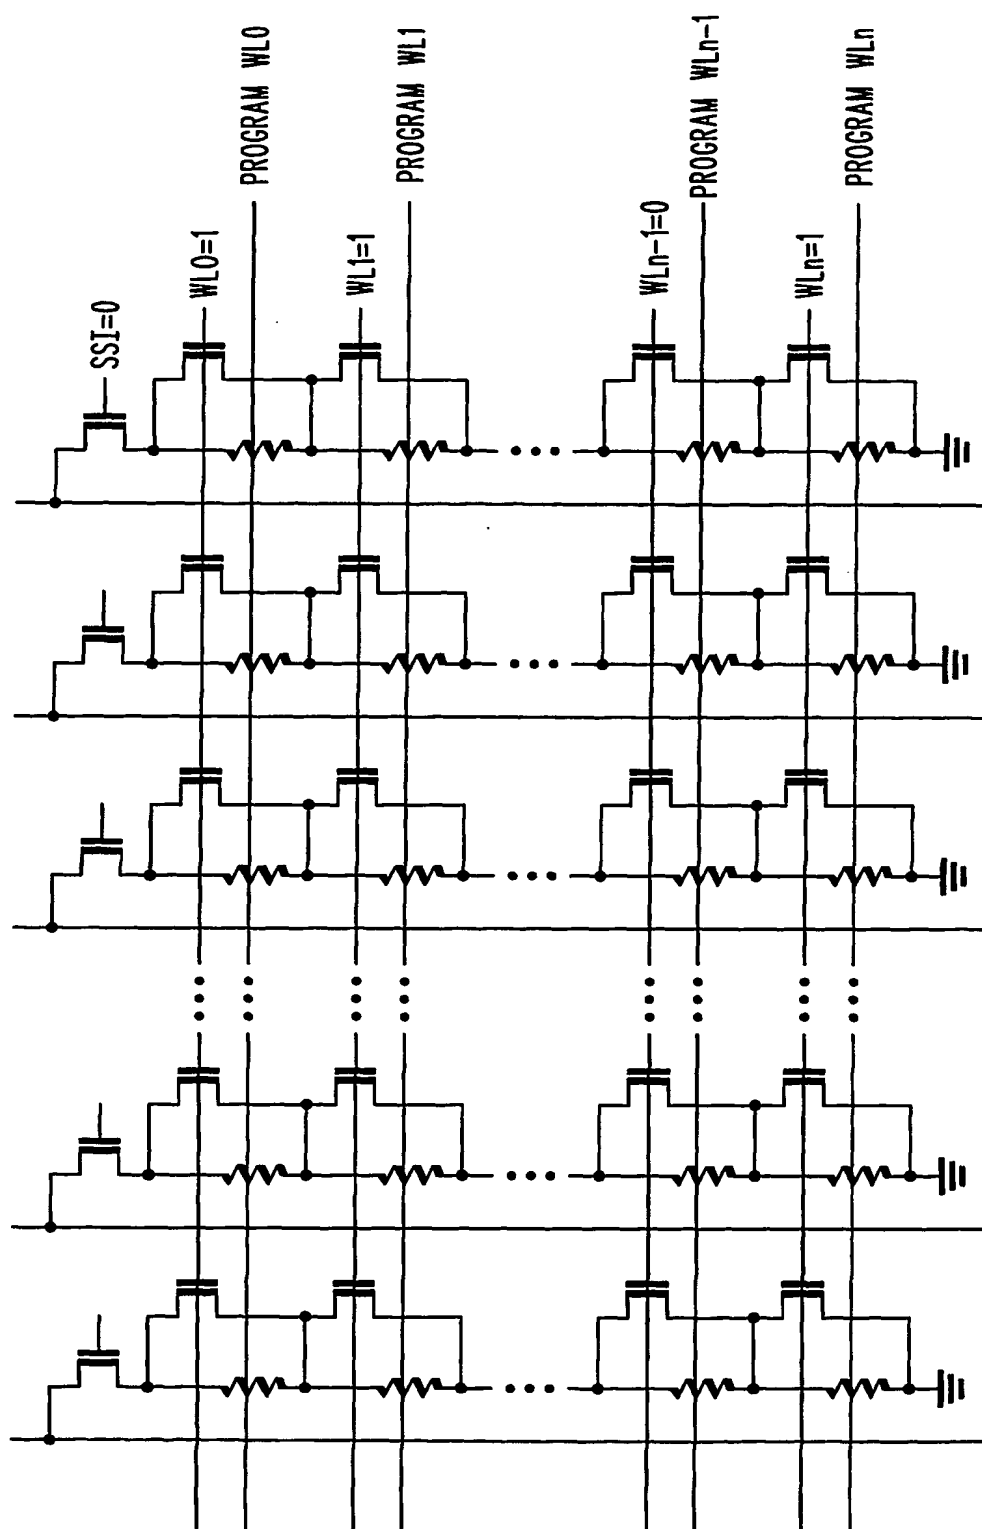 SSI=0
WL0=1
PROGRAM WL0
WL1=1
PROGRAM WL1
WLn-1=0
PROGRAM WLn-1
WLn=1
PROGRAM WLn